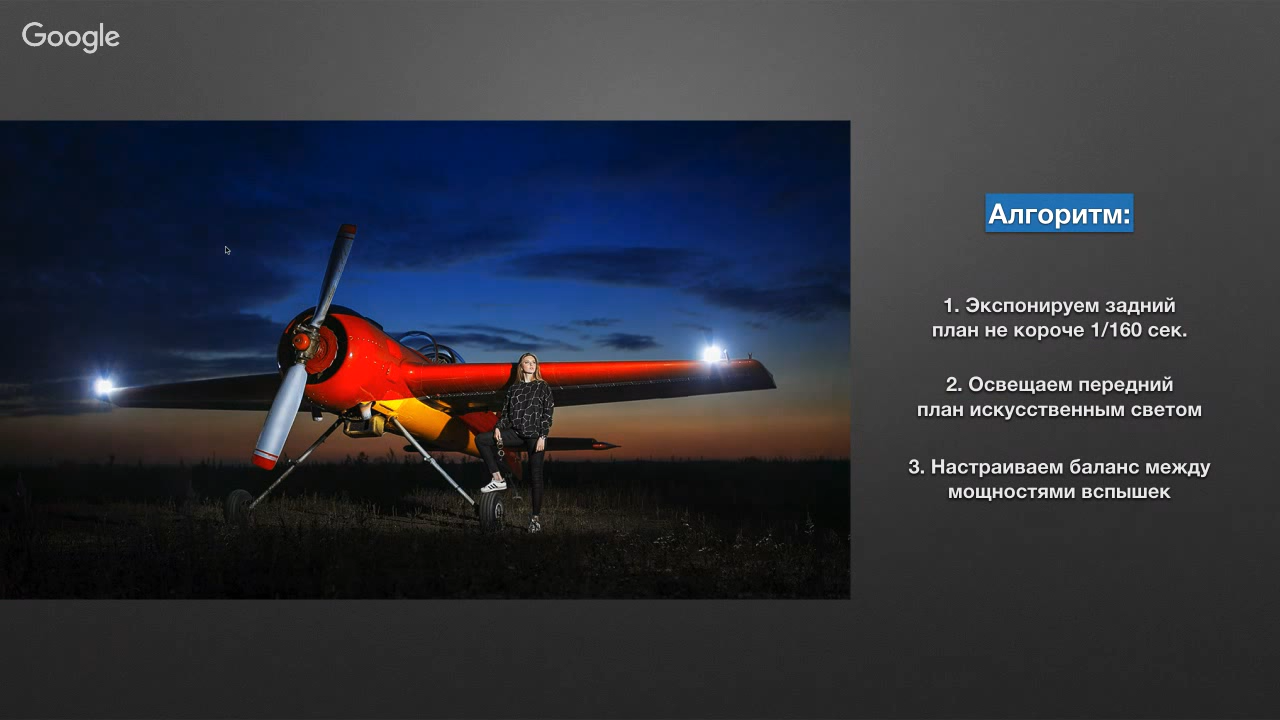 Google
Алгоритм:
1. Экспонируем задний
план не короче 1/160 сек.
2. Освещаем передний
план искусственным светом
3. Настраиваем баланс между
мощностями вспышек